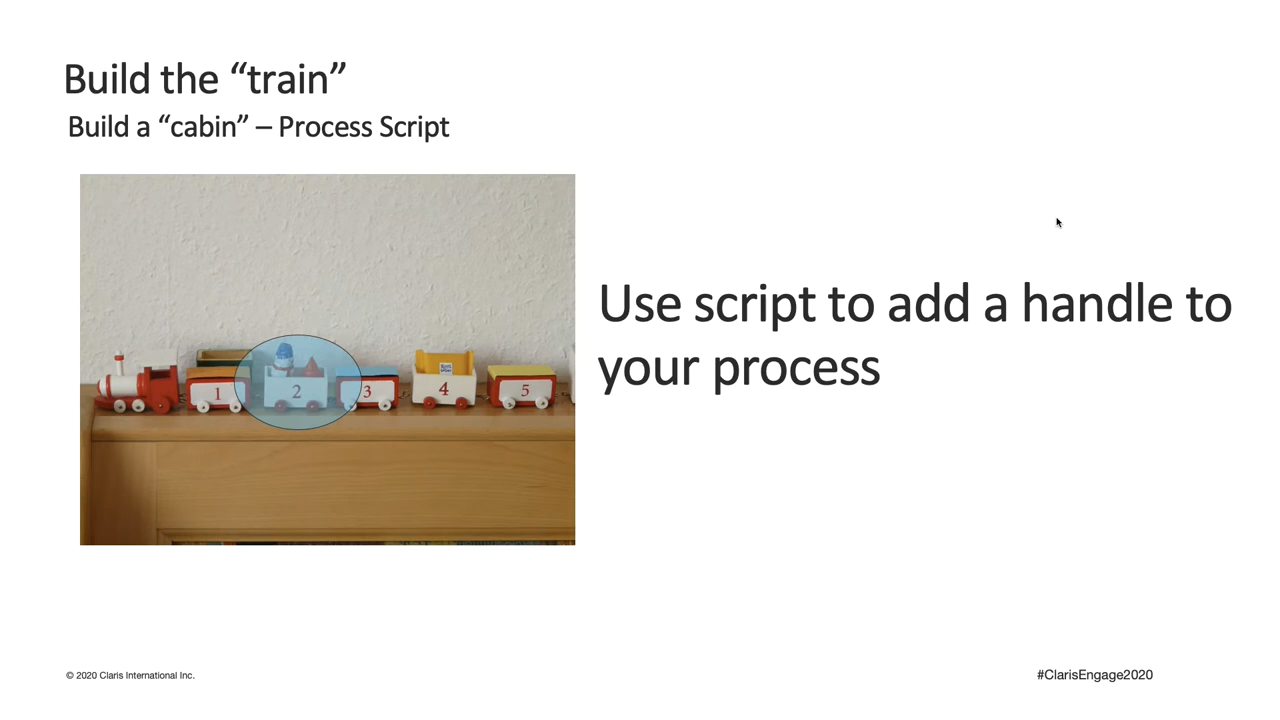 Build the “train”
Build a “cabin” – Process Script
Use script to add a handle to
your process
1
2
3
4
5
© 2020 Claris International Inc.
#ClarisEngage2020